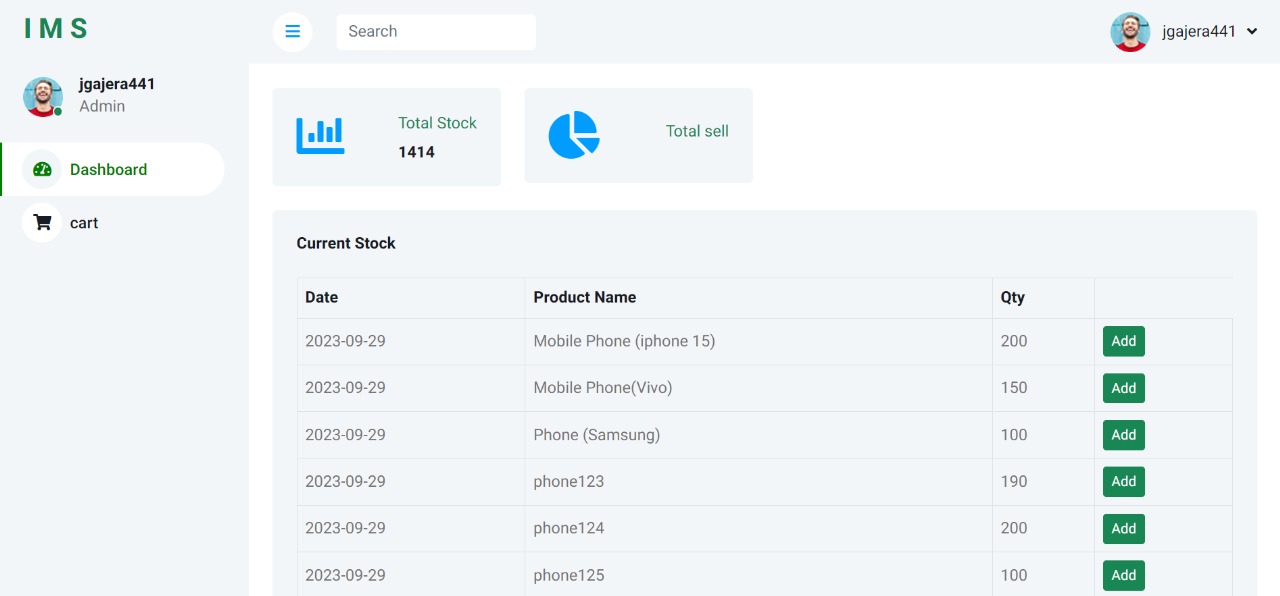 IMS
Search
jgajera441
jgajera441
Admin
Dashboard
cart
Total Stock
1414
Total sell
Current Stock
Date Product Name Qty
2023-09-29 Mobile Phone (iphone 15) 200 Add
2023-09-29 Mobile Phone(Vivo) 150 Add
2023-09-29 Phone (Samsung) 100 Add
2023-09-29 phone123 190 Add
2023-09-29 phone124 200 Add
2023-09-29 phone125 100 Add